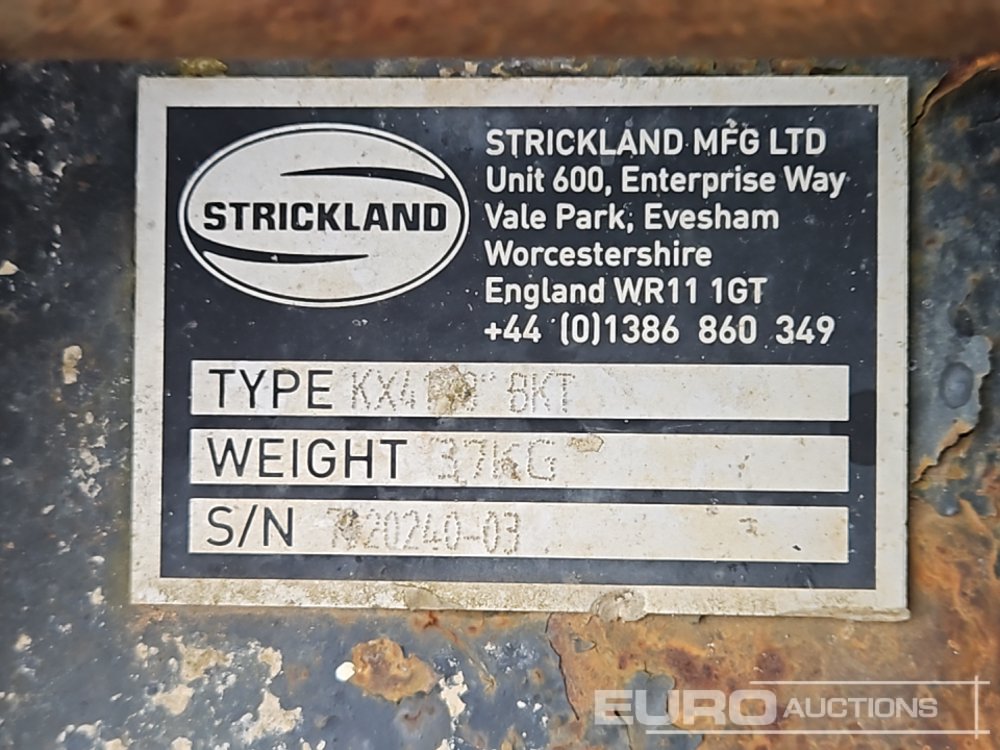 STRICKLAND
STRICKLAND MFG LTD
Unit 600, Enterprise Way
Vale Park, Evesham
Worcestershire
England WR11 1GT
+44 (0)1386 860 349
TYPE BKT
WEIGHT 37KG
S/N
EURO AUCTIONS